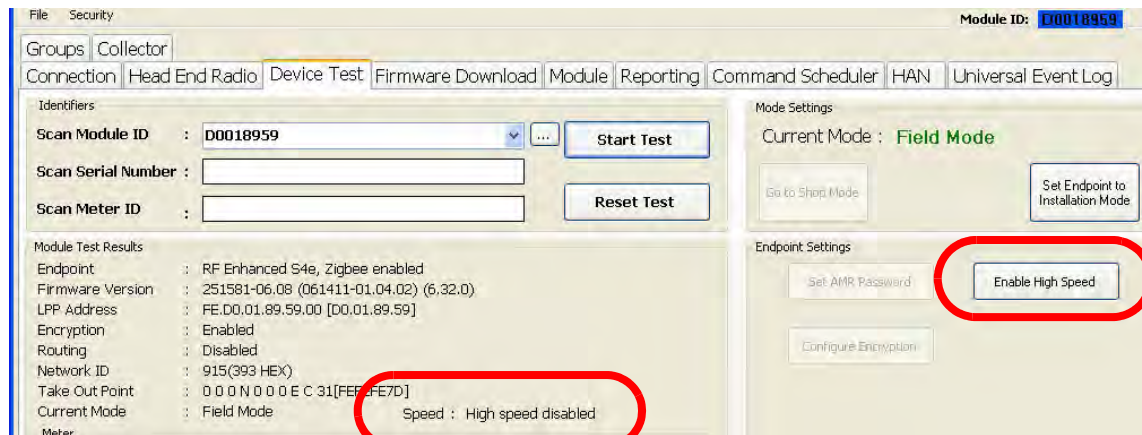 File Security Module ID: D0018959
Groups Collector
Connection Head End Radio Device Test Firmware Download Module Reporting Command Scheduler HAN Universal Event Log
Identifiers
Scan Module ID : D0018959 ... Start Test
Scan Serial Number :
Scan Meter ID : Reset Test
Mode Settings
Current Mode : Field Mode
Go to Shop Mode
Set Endpoint to
Installation Mode
Module Test Results
Endpoint : RF Enhanced S4e, Zigbee enabled
Firmware Version : 251581-06.08 (061411-01.04.02) (6.32.0)
LPP Address : FE.D0.01.89.59.00 [D0.01.89.59]
Encryption : Enabled
Routing : Disabled
Network ID : 915(393 HEX)
Take Out Point : 0 0 0 N 0 0 0 E C 31
Current Mode : Field Mode Speed : High speed disabled
Meter
Endpoint Settings
Set AMR Password Enable High Speed
Configure Encryption